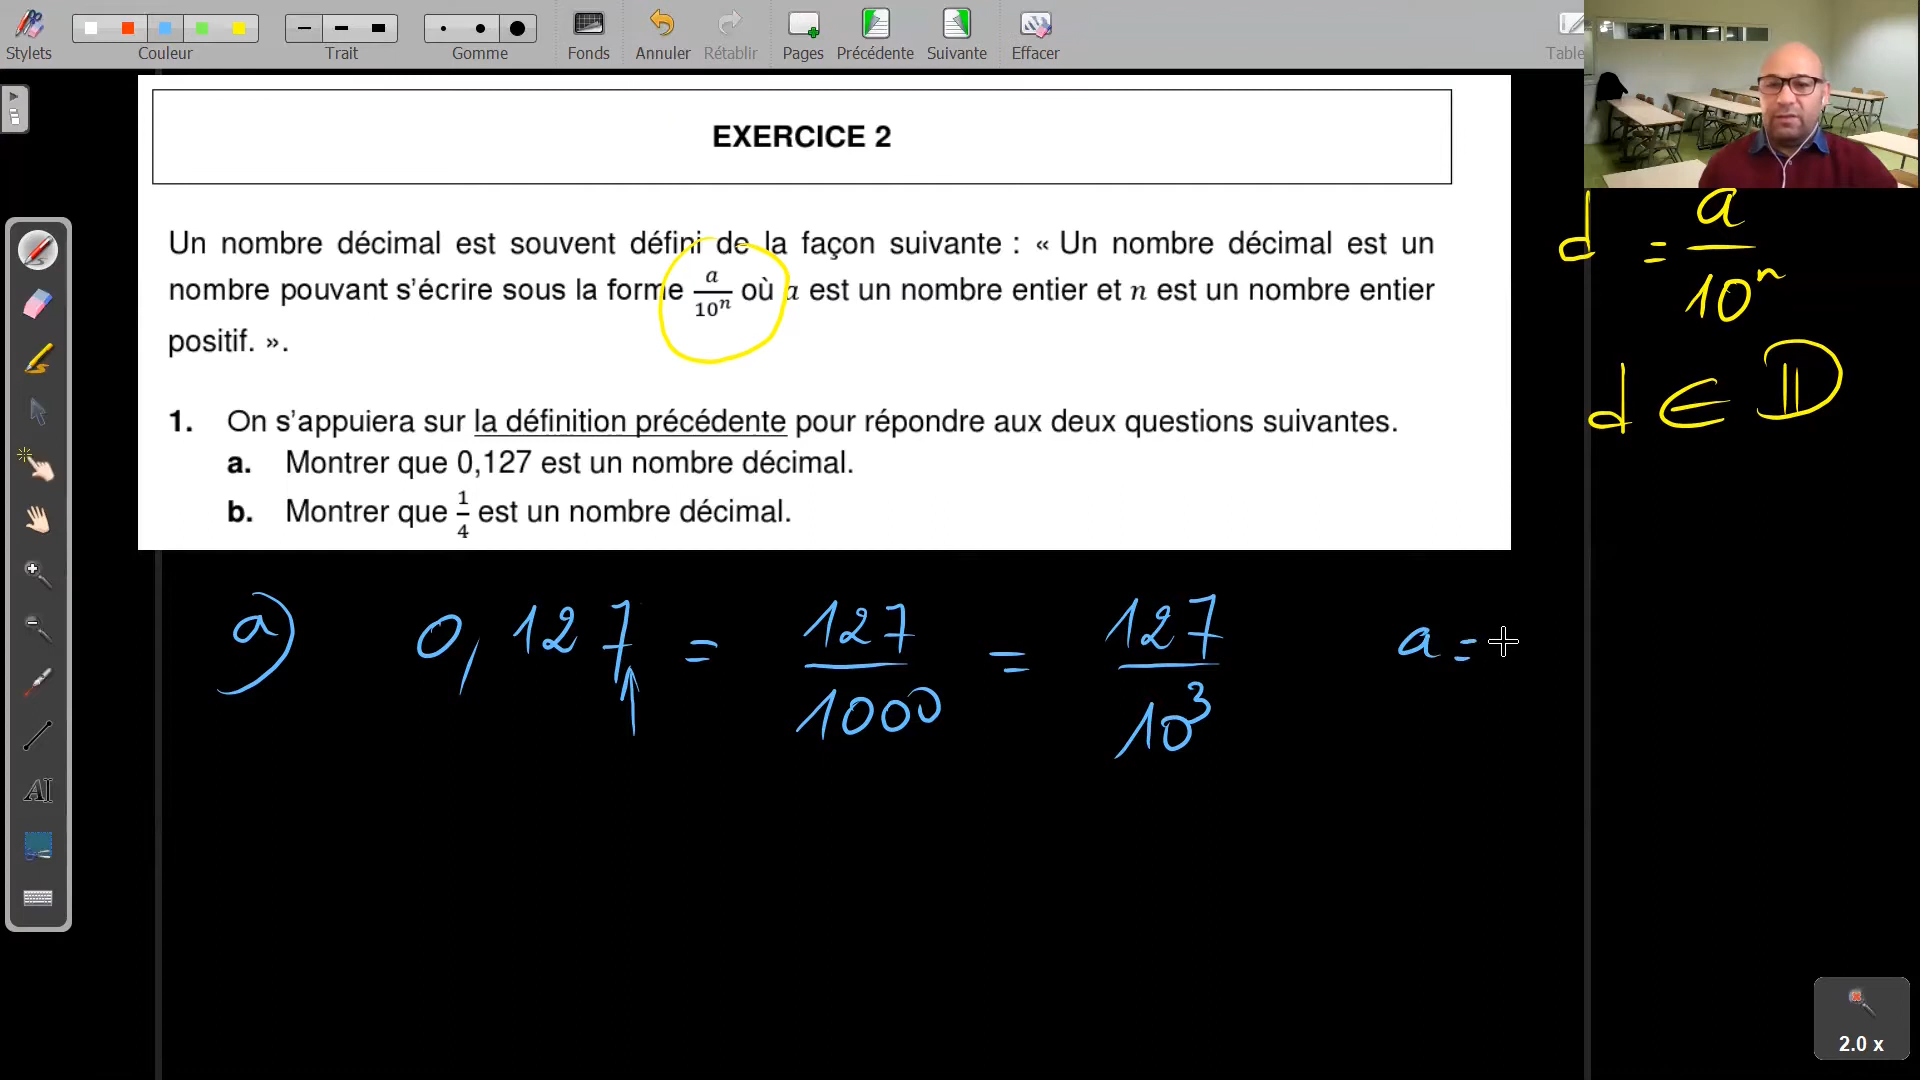 Stylets Couleur Trait Gomme Fonds Annuler Rétablir Pages Précédente Suivante Effacer Table
EXERCICE 2
Un nombre décimal est souvent défini de la façon suivante : « Un nombre décimal est un
nombre pouvant s'écrire sous la forme a/10^n où a est un nombre entier et n est un nombre entier
positif. ».
1. On s'appuiera sur la définition précédente pour répondre aux deux questions suivantes.
a. Montrer que 0,127 est un nombre décimal.
b. Montrer que 1/4 est un nombre décimal.
d = a/10^n
d ∈ 𝔻
a) 0,127 = 127/1000 = 127/10^3 a =
AI
2.0 x